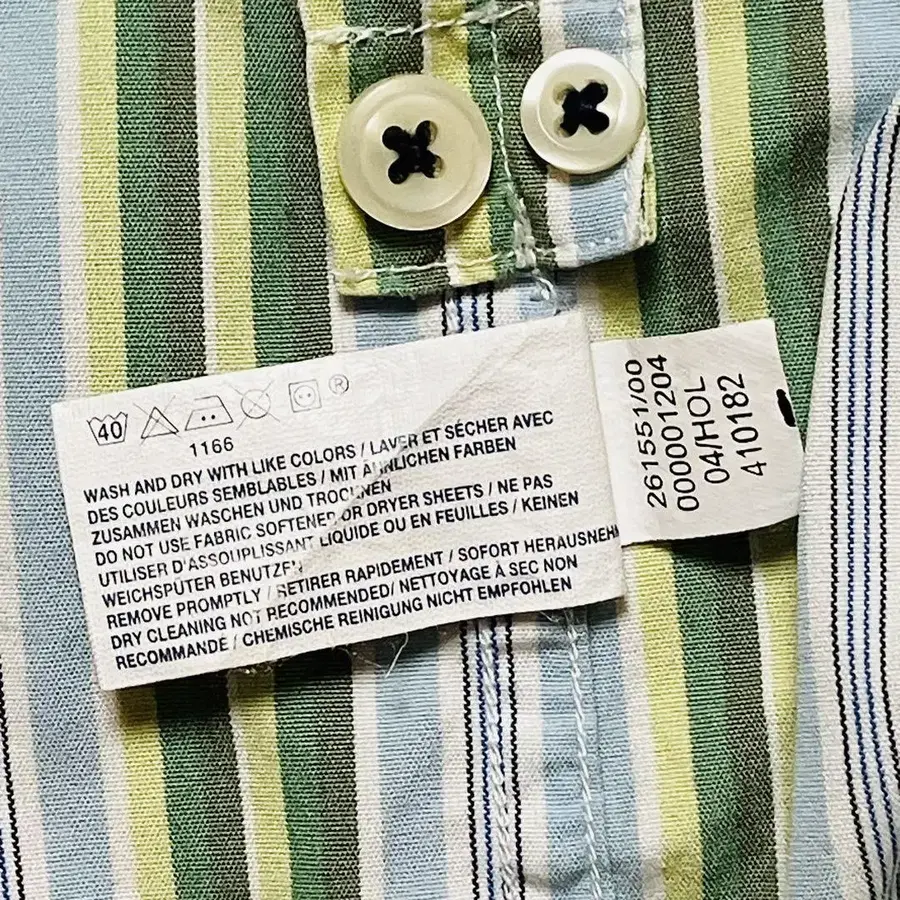 40 ®
1166
WASH AND DRY WITH LIKE COLORS / LAVER ET SÉCHER AVEC
DES COULEURS SEMBLABLES / MIT ÄHNLICHEN FARBEN
ZUSAMMEN WASCHEN UND TROCKNEN
DO NOT USE FABRIC SOFTENER OR DRYER SHEETS / NE PAS
UTILISER D'ASSOUPLISSANT LIQUIDE OU EN FEUILLES / KEINEN
WEICHSPÜTER BENUTZEN
REMOVE PROMPTLY / RETIRER RAPIDEMENT / SOFORT HERAUSNEH
DRY CLEANING NOT RECOMMENDED/ NETTOYAGE À SEC NON
RECOMMANDE / CHEMISCHE REINIGUNG NICHT EMPFOHLEN
261551/00
000001204
04/HOL
410182